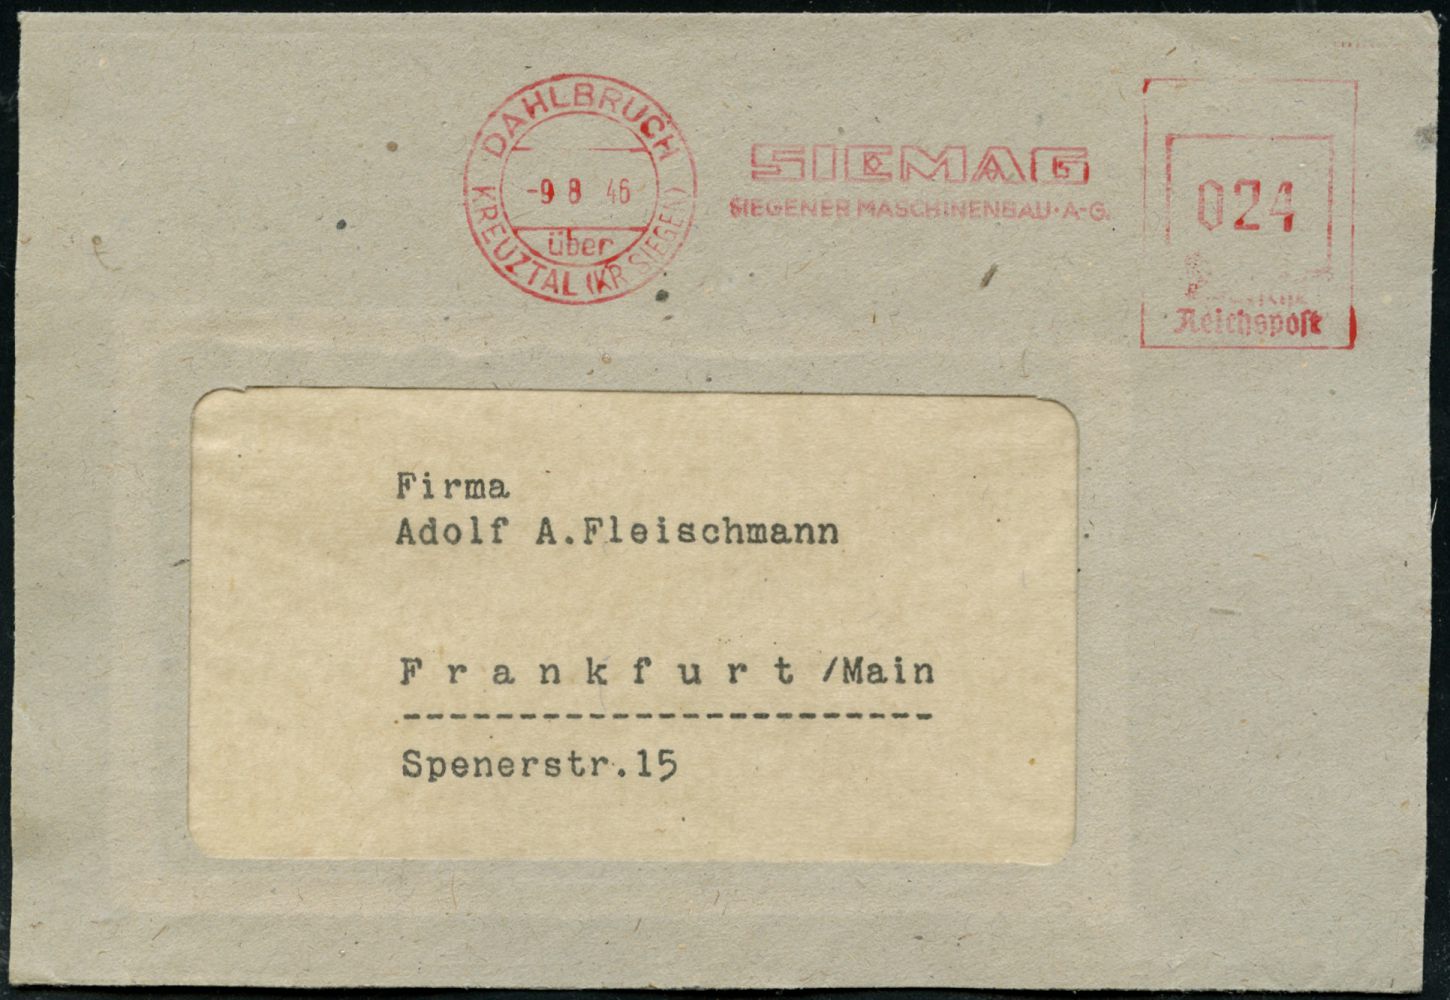 DAHLBRUCH
-9 8 46
über
KREUZTAL (KR SIEGEN)
SIEMAG
SIEGENER MASCHINENBAU·A-G.
024
Reichspost
Firma
Adolf A.Fleischmann
F r a n k f u r t /Main
-----------------------
Spenerstr.15